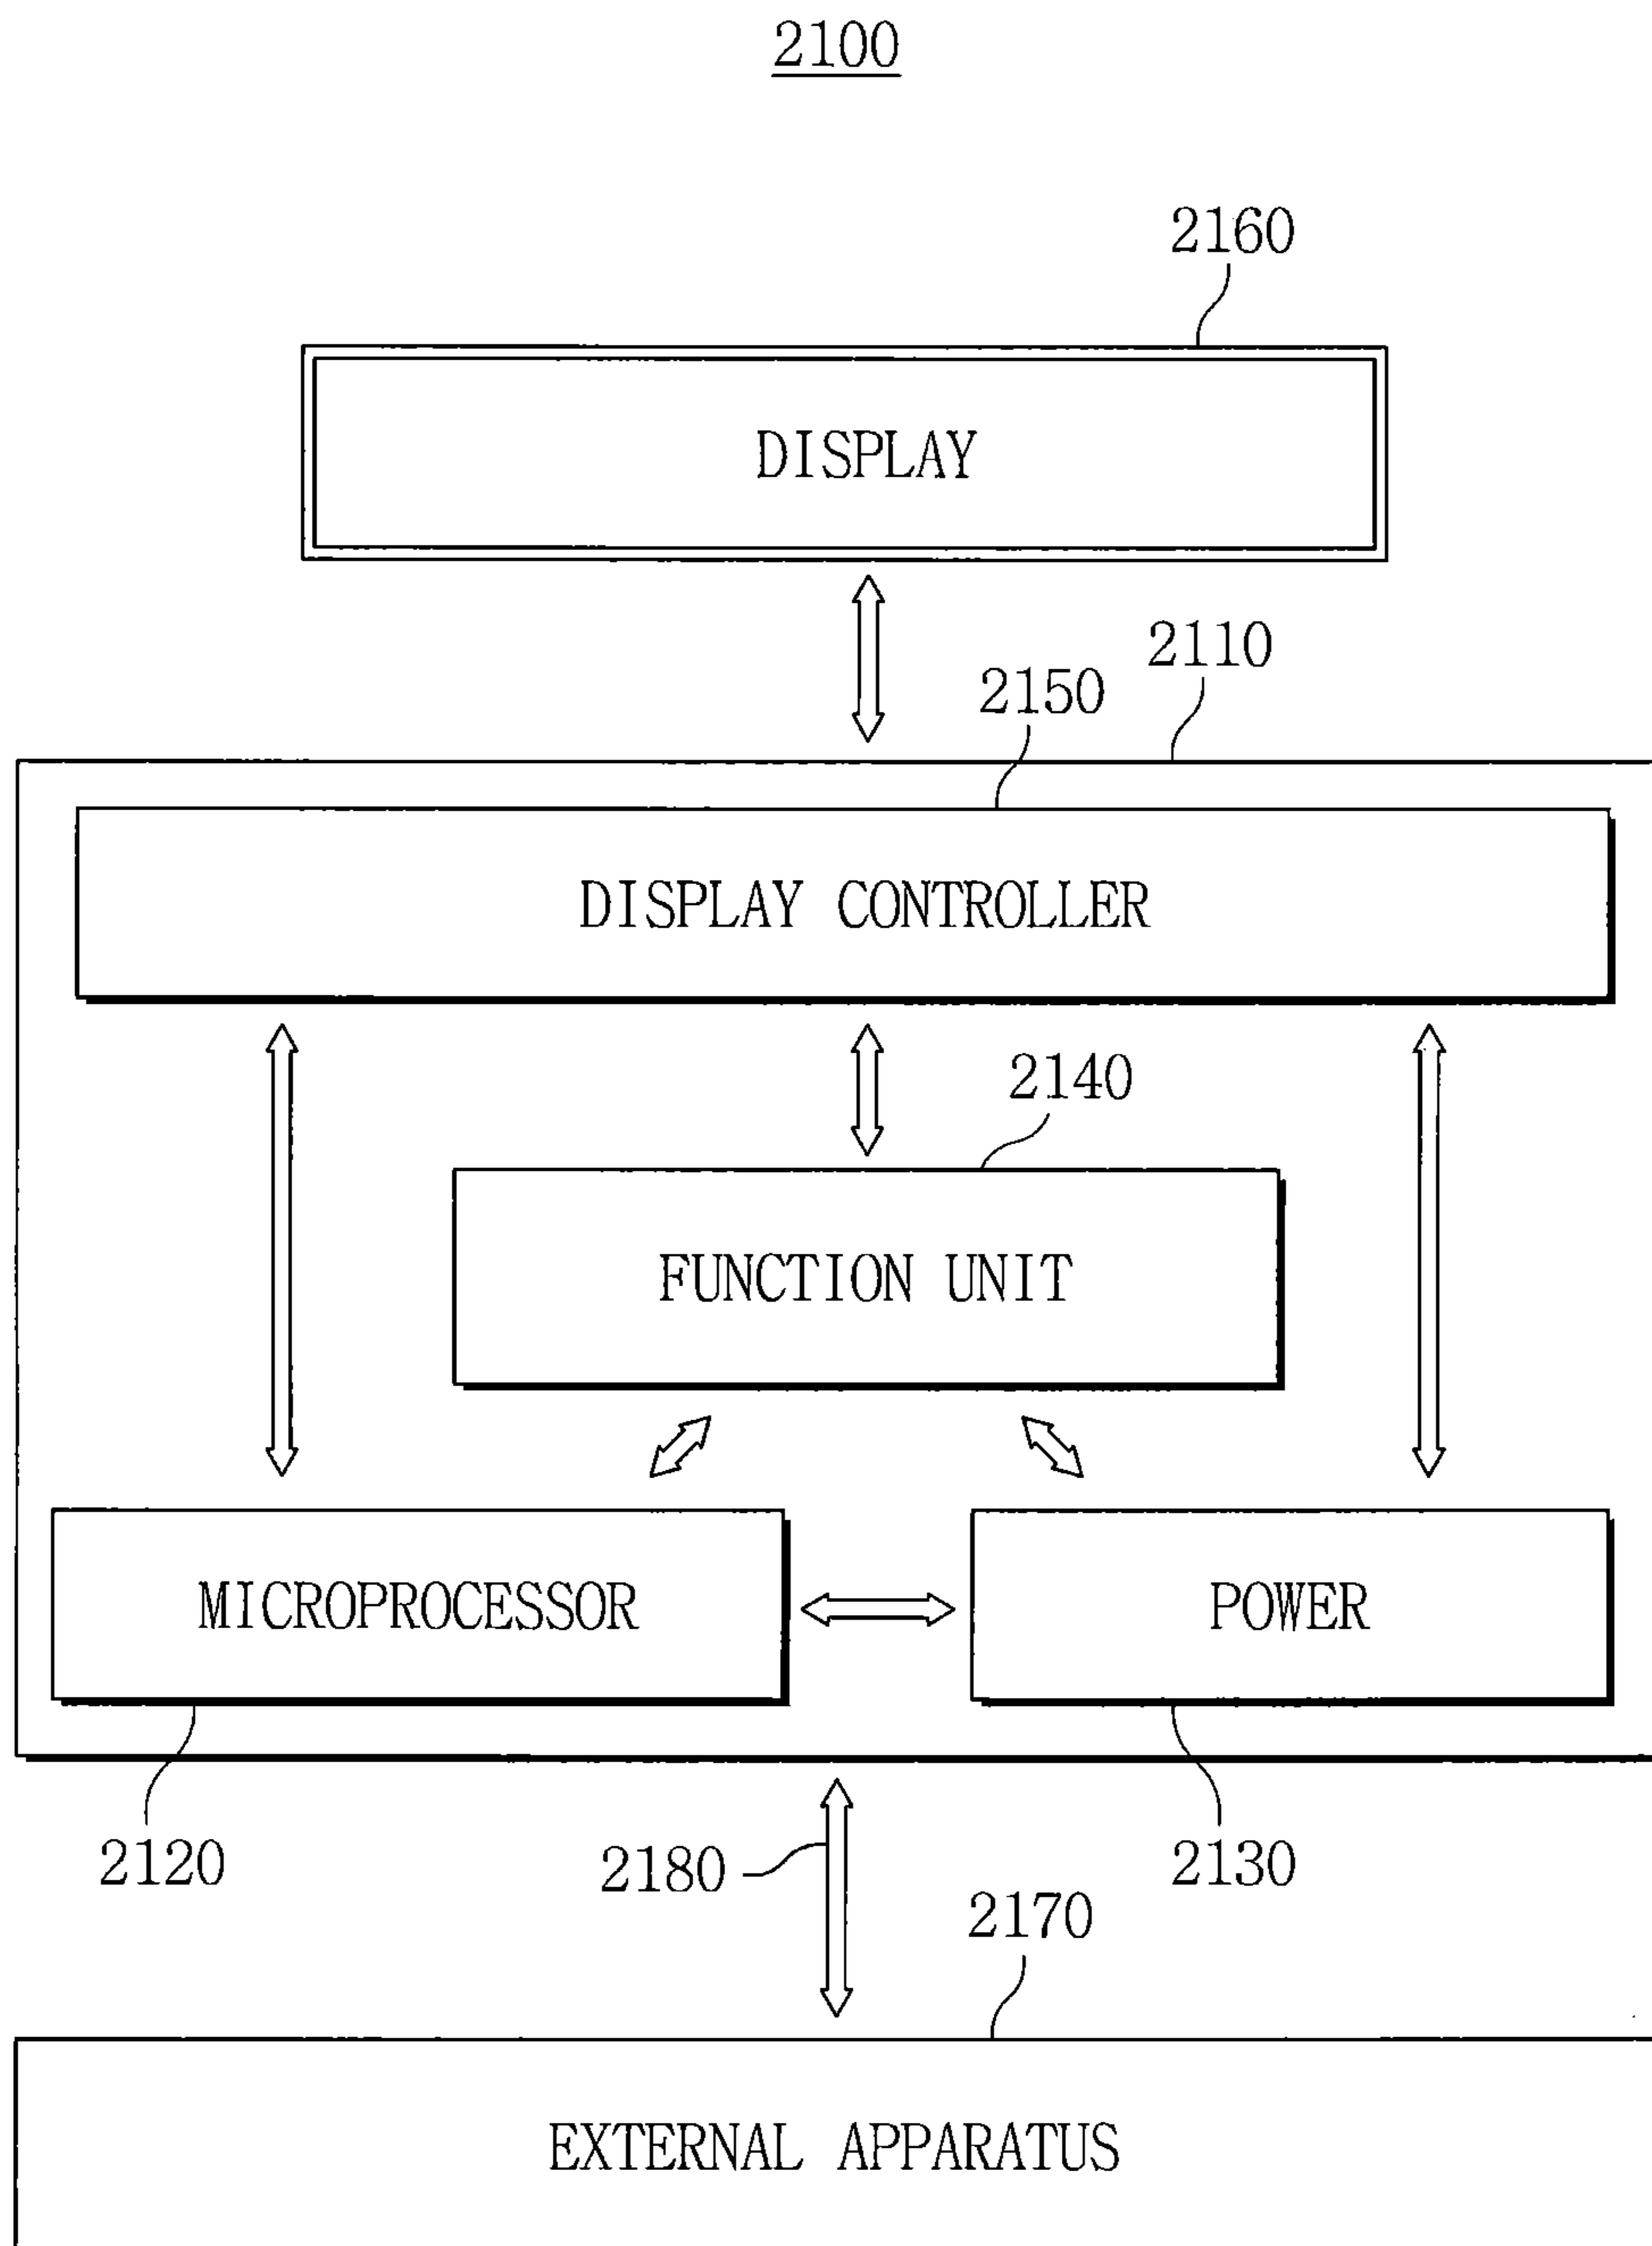 2100
2160
DISPLAY
2110
2150
DISPLAY CONTROLLER
2140
FUNCTION UNIT
MICROPROCESSOR
POWER
2120
2180
2130
2170
EXTERNAL APPARATUS